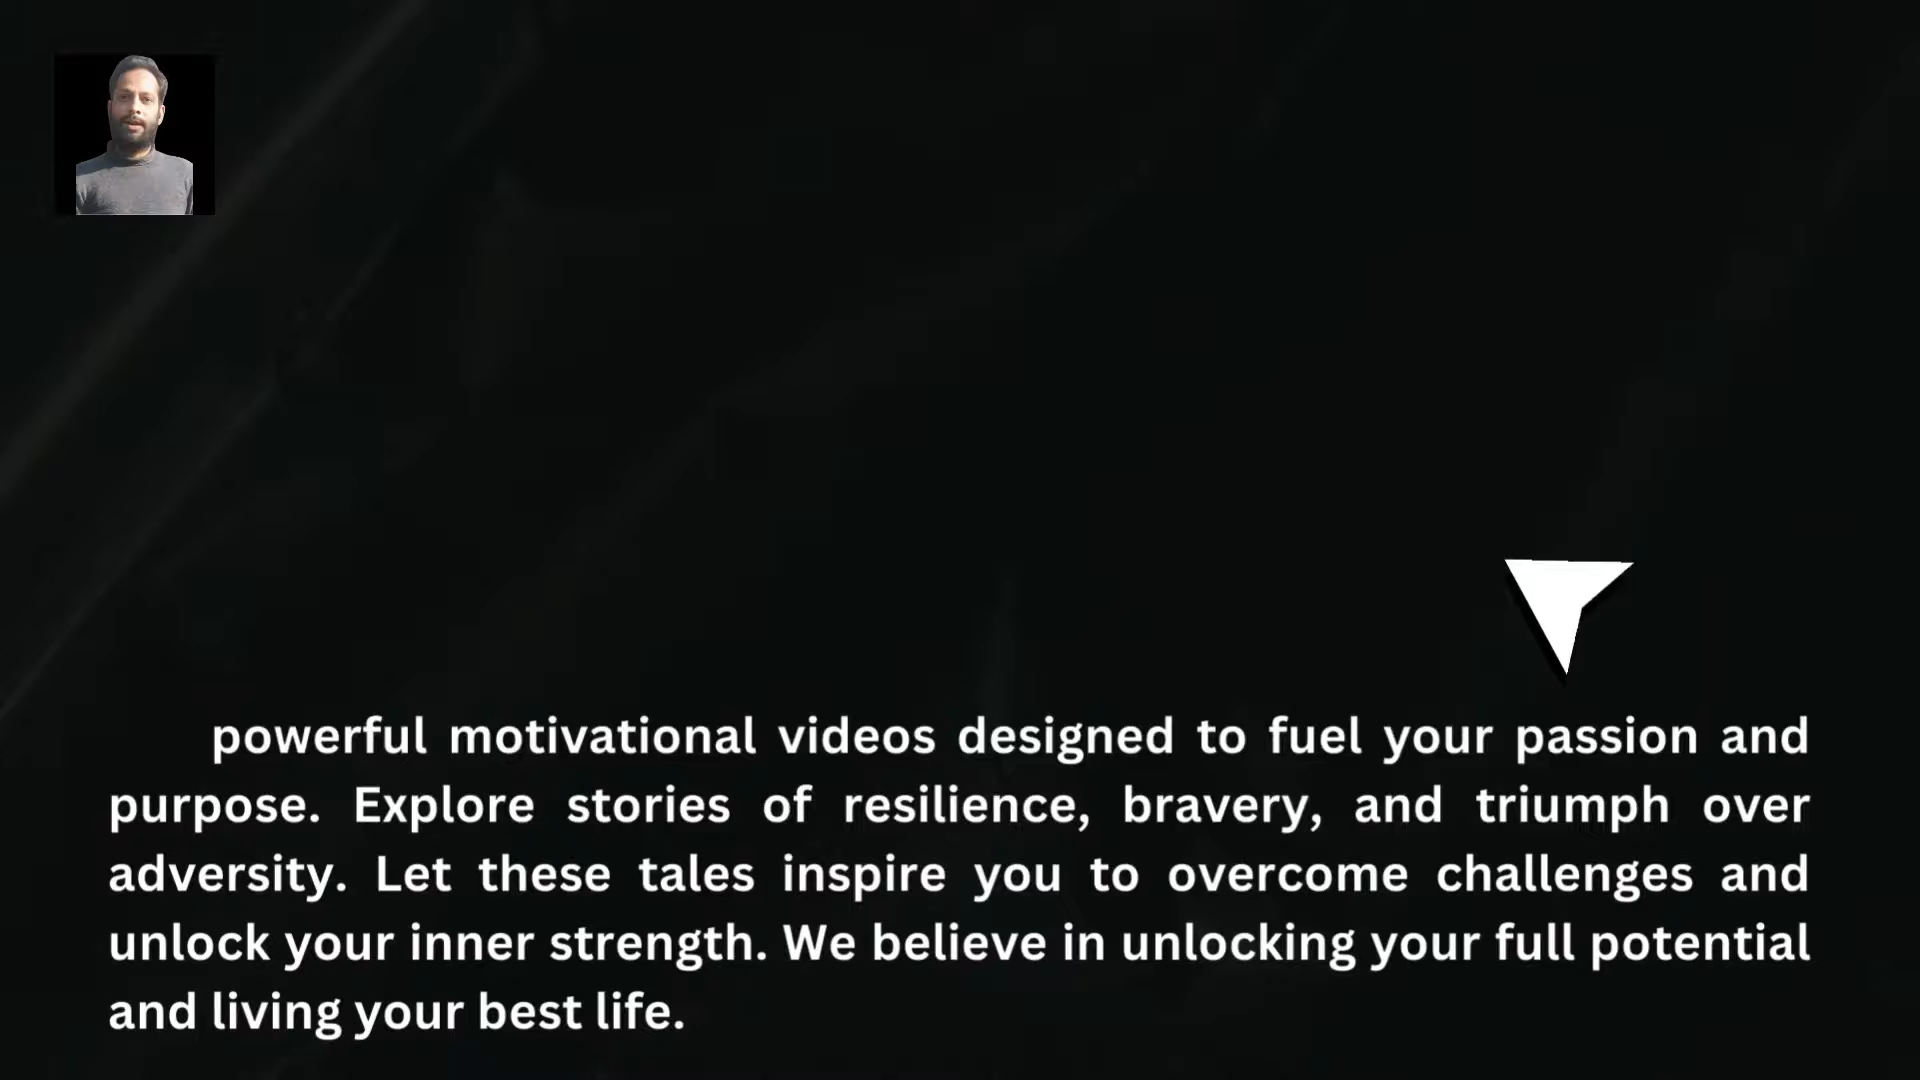 powerful motivational videos designed to fuel your passion and
purpose. Explore stories of resilience, bravery, and triumph over
adversity. Let these tales inspire you to overcome challenges and
unlock your inner strength. We believe in unlocking your full potential
and living your best life.